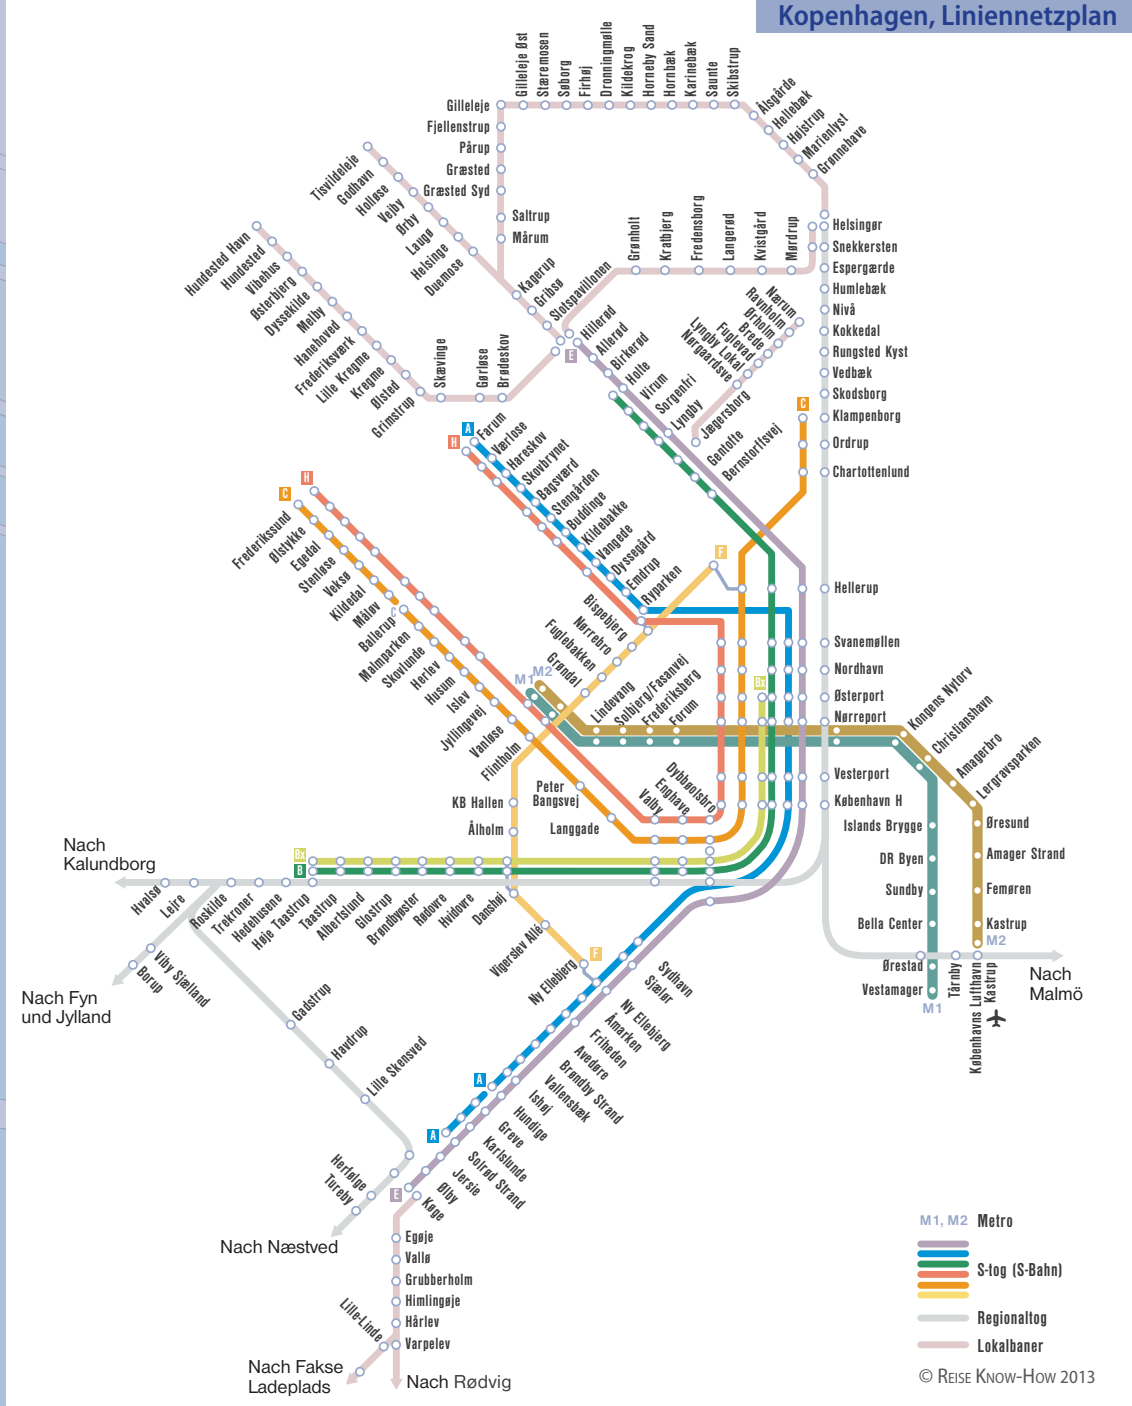 Kopenhagen, Liniennetzplan
Gilleleje Øst
Stæremosen
Søborg
Firhøj
Dronningmølle
Kildekrog
Horneby Sand
Hornbæk
Karinebæk
Saunte
Skibstrup
Ålsgårde
Hellebæk
Højstrup
Marienlyst
Grønnehave
Gilleleje
Fjellenstrup
Pårup
Græsted
Græsted Syd
Saltrup
Mårum
Tisvildeleje
Godhavn
Holløse
Vejby
Ørby
Laugø
Helsinge
Duemose
Kagerup
Gribsø
Slotspavillonen
Grønholt
Kratbjerg
Fredensborg
Langerød
Kvistgård
Mørdrup
Hundested Havn
Hundested
Vibehus
Østerbjerg
Dyssekilde
Melby
Hanehoved
Frederiksværk
Lille Kregme
Kregme
Ølsted
Grimstrup
Skævinge
Gørløse
Brødeskov
E
Hillerød
Allerød
Birkerød
Holte
Virum
Sorgenfri
Lyngby
Jægersborg
Gentofte
Bernstorffsvej
Nærum
Ravnholm
Ørholm
Brede
Fuglevad
Lyngby Lokal
Nørgaardsve
Helsingør
Snekkersten
Espergærde
Humlebæk
Nivå
Kokkedal
Rungsted Kyst
Vedbæk
Skodsborg
C
Klampenborg
Ordrup
Chartottenlund
Hellerup
Svanemøllen
Nordhavn
Østerport
Nørreport
Vesterport
København H
A
H
Farum
Værløse
Hareskov
Skovbrynet
Bagsværd
Stengården
Buddinge
Kildebakke
Vangede
Dyssegård
Emdrup
Ryparken
F
Bispebjerg
Nørrebro
Fuglebakken
Grøndal
H
C
Frederikssund
Ølstykke
Egedal
Stenløse
Veksø
Kildedal
Måløv
Ballerup
C
Malmparken
Skovlunde
Herlev
Husum
Islev
Jyllingevej
Vanløse
Flintholm
M1
M2
Lindevang
Solbjerg/Fasanvej
Frederiksberg
Forum
Bx
Kongens Nytorv
Christianshavn
Amagerbro
Lergravsparken
Peter
Bangsvej
Langgade
Valby
Enghave
Dybbøolsbro
KB Hallen
Ålholm
Islands Brygge
DR Byen
Sundby
Bella Center
Ørestad
Vestamager
M1
Øresund
Amager Strand
Femøren
Kastrup
M2
Tårnby
Københavns Lufthavn
Kastrup
Nach
Malmö
Nach
Kalundborg
Bx
B
Hvalsø
Lejre
Roskilde
Trekroner
Hedehusene
Høje Taastrup
Taastrup
Albertslund
Glostrup
Brøndbyøster
Rødovre
Hvidovre
Danshøj
Vigerslev Allé
Ny Ellebjerg
F
Viby Sjælland
Borup
Nach Fyn
und Jylland
Gadstrup
Havdrup
Lille Skensved
Herfølge
Tureby
Nach Næstved
Sydhavn
Sjælør
Ny Ellebjerg
Åmarken
Friheden
Avedøre
Brøndby Strand
Vallensbæk
Ishøj
Hundige
Greve
Karlslunde
Solrød Strand
Jersie
Ølby
Køge
A
A
E
Egøje
Vallø
Grubberholm
Himlingøje
Hårlev
Varpelev
Lille-Linde
Nach Fakse
Ladeplads
Nach Rødvig
M1, M2 Metro
S-tog (S-Bahn)
Regionaltog
Lokalbaner
© REISE KNOW-HOW 2013